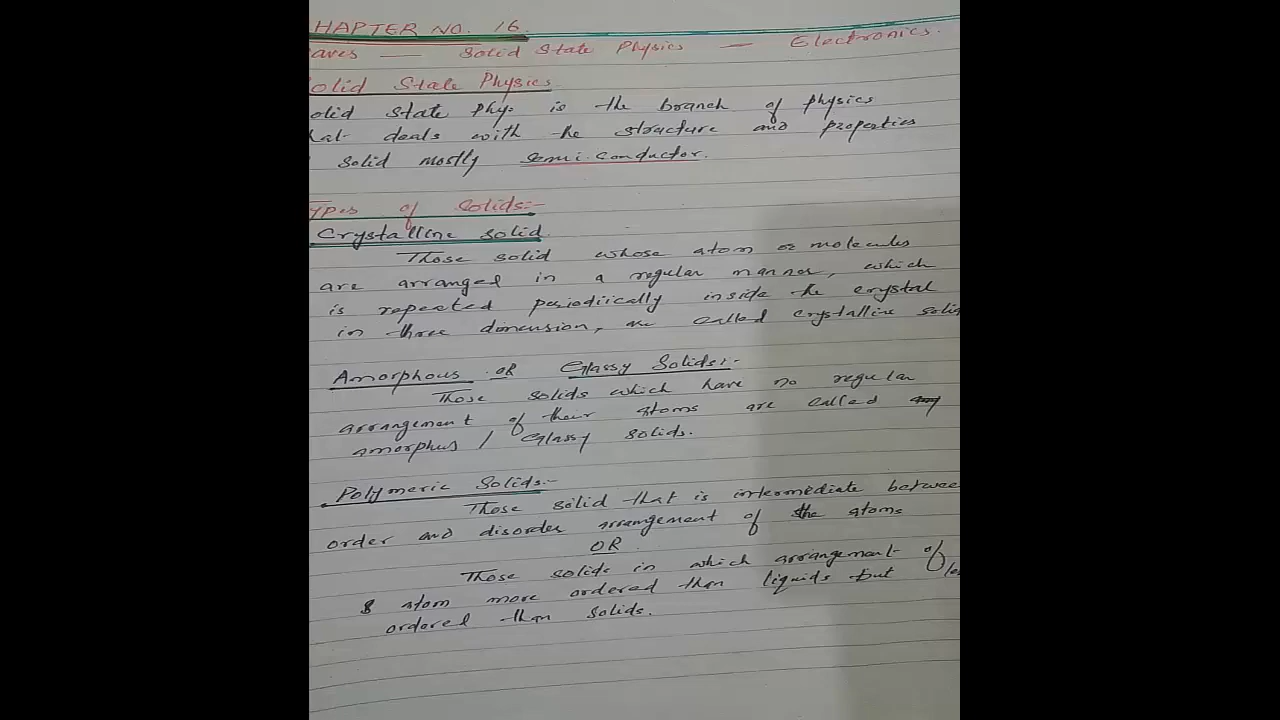 HAPTER NO. 16.
aves — Solid State Physics — Electronics.
olid State Physics
olid State Phy: is the branch of physics
hat deals with the structure and properties
solid mostly semi-conductor.
ypes of Solids:-
Crystalline solid
Those solid whose atom or molecules
are arranged in a regular manner, which
is repeated periodiically inside the crystal
in three dimension, are called crystalline solid
Amorphous OR Glassy Solids:-
Those solids which have no regular
arrangement of their atoms are called
amorphus / Glassy solids.
Polymeric Solids:-
Those solid that is intermediate betwee
order and disorder arrangement of the atoms
OR
Those solids in which arrangement of
atom more ordered than liquids but les
ordered than solids.